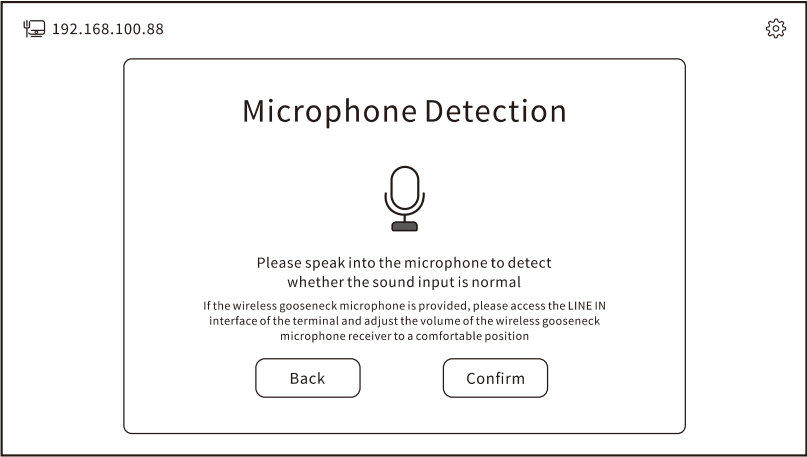 192.168.100.88
Microphone Detection
Please speak into the microphone to detect
whether the sound input is normal
If the wireless gooseneck microphone is provided, please access the LINE IN
interface of the terminal and adjust the volume of the wireless gooseneck
microphone receiver to a comfortable position
Back
Confirm